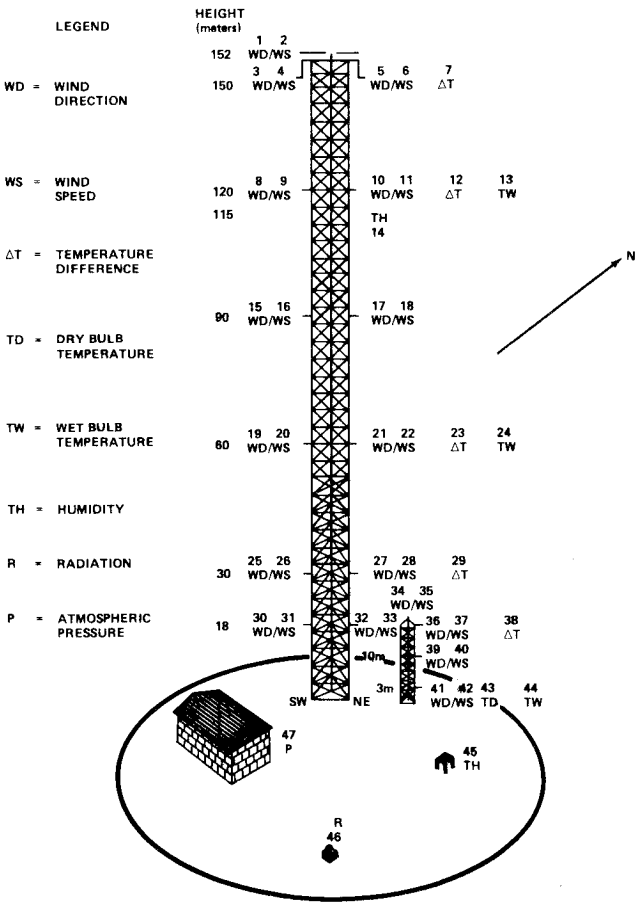 LEGEND
HEIGHT
(meters)
WD = WIND
DIRECTION
WS = WIND
SPEED
ΔT = TEMPERATURE
DIFFERENCE
TD = DRY BULB
TEMPERATURE
TW = WET BULB
TEMPERATURE
TH = HUMIDITY
R = RADIATION
P = ATMOSPHERIC
PRESSURE
1 2
152 WD/WS
3 4 5 6 7
150 WD/WS WD/WS ΔT
8 9 10 11 12 13
120 WD/WS WD/WS ΔT TW
115 TH
14
N
15 16 17 18
90 WD/WS WD/WS
19 20 21 22 23 24
60 WD/WS WD/WS ΔT TW
25 26 27 28 29
30 WD/WS WD/WS ΔT
34 35
WD/WS
30 31 32 33 36 37 38
18 WD/WS WD/WS WD/WS ΔT
39 40
10m WD/WS
3m 41 42 43 44
SW NE WD/WS TD TW
47
P
45
TH
R
46